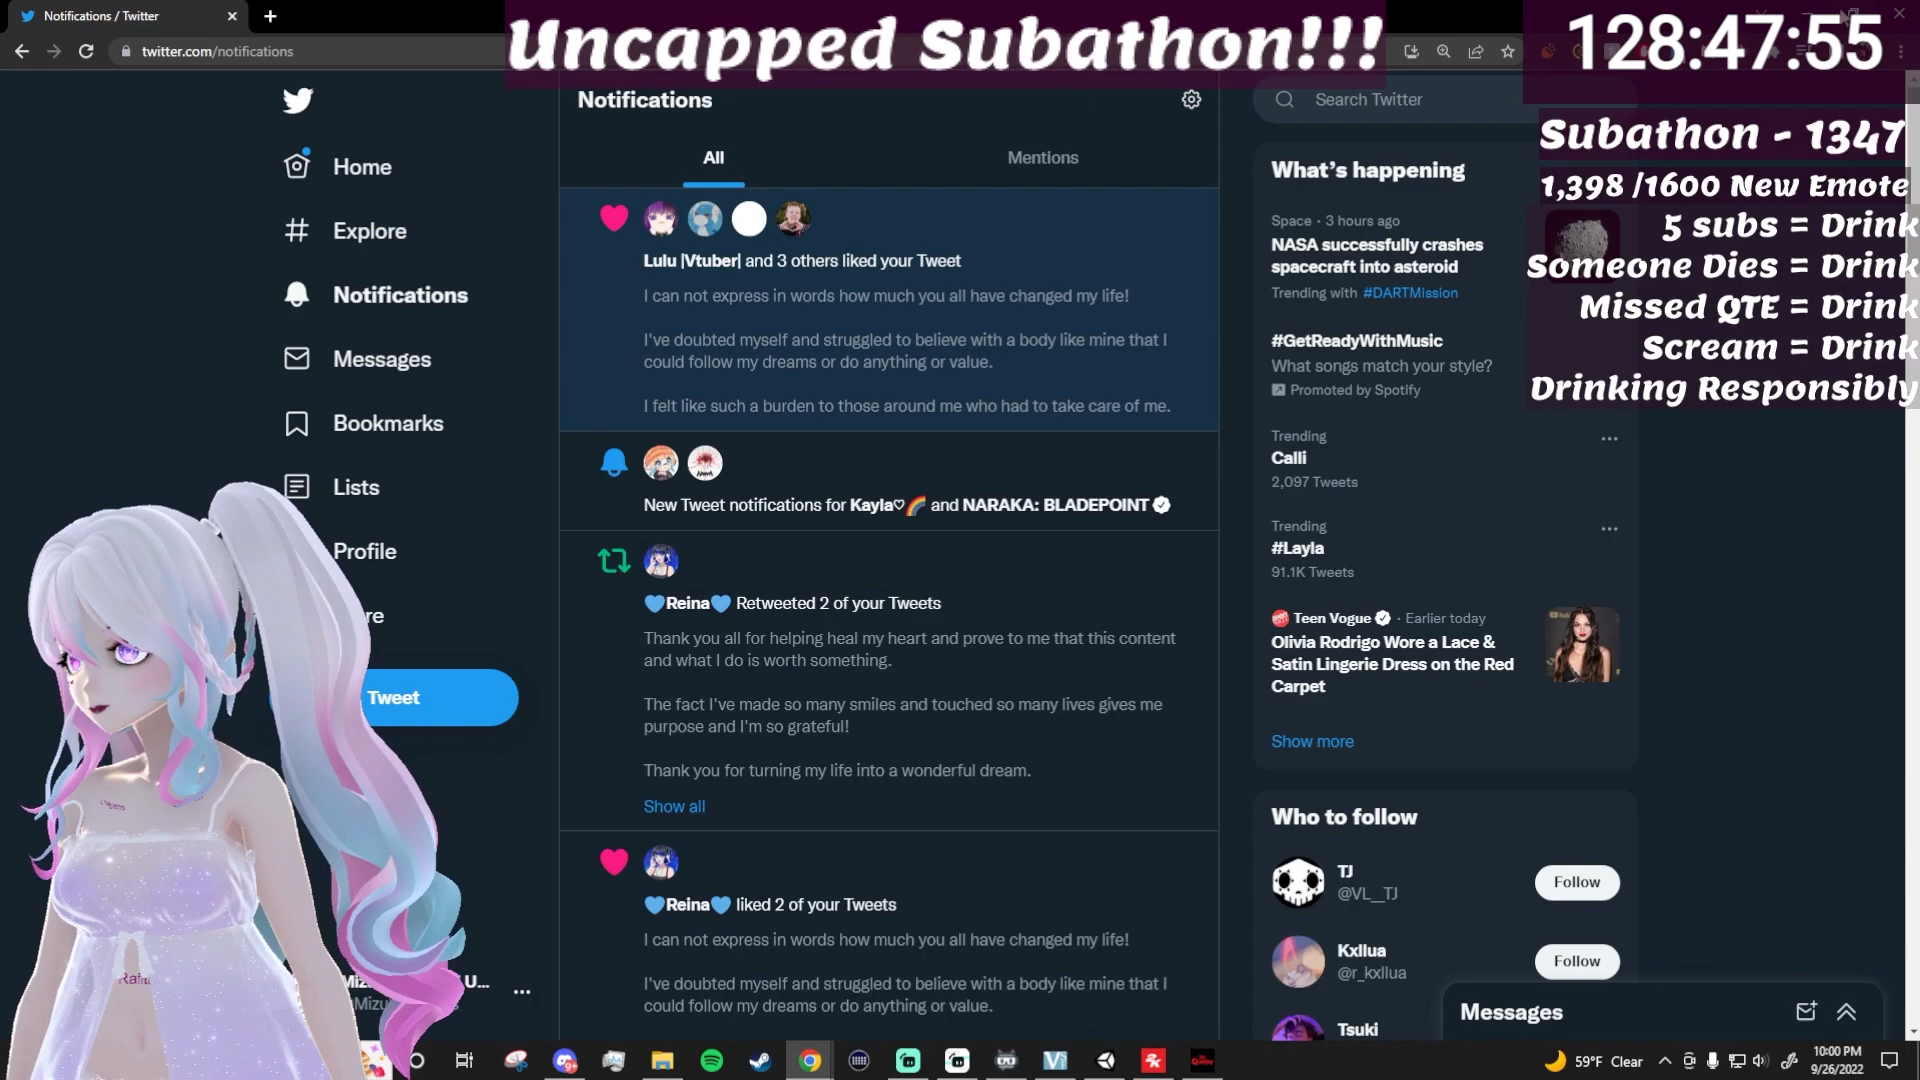 Notifications / Twitter
twitter.com/notifications
Uncapped Subathon!!!
128:47:55
Subathon - 1347
1,398 /1600 New Emote
5 subs = Drink
Someone Dies = Drink
Missed QTE = Drink
Scream = Drink
Drinking Responsibly
Home
Explore
Notifications
Messages
Bookmarks
Lists
Profile
re
Tweet
Notifications
All
Mentions
Lulu |Vtuber| and 3 others liked your Tweet
I can not express in words how much you all have changed my life!
I've doubted myself and struggled to believe with a body like mine that I
could follow my dreams or do anything or value.
I felt like such a burden to those around me who had to take care of me.
New Tweet notifications for Kayla♡🌈 and NARAKA: BLADEPOINT
💙Reina💙 Retweeted 2 of your Tweets
Thank you all for helping heal my heart and prove to me that this content
and what I do is worth something.
The fact I've made so many smiles and touched so many lives gives me
purpose and I'm so grateful!
Thank you for turning my life into a wonderful dream.
Show all
💙Reina💙 liked 2 of your Tweets
I can not express in words how much you all have changed my life!
I've doubted myself and struggled to believe with a body like mine that I
could follow my dreams or do anything or value.
Search Twitter
What's happening
Space · 3 hours ago
NASA successfully crashes
spacecraft into asteroid
Trending with #DARTMission
#GetReadyWithMusic
What songs match your style?
Promoted by Spotify
Trending
Calli
2,097 Tweets
Trending
#Layla
91.1K Tweets
Teen Vogue · Earlier today
Olivia Rodrigo Wore a Lace &
Satin Lingerie Dress on the Red
Carpet
Show more
Who to follow
TJ
@VL__TJ
Follow
Kxllua
@r_kxllua
Follow
Tsuki
Messages
59°F Clear
10:00 PM
9/26/2022